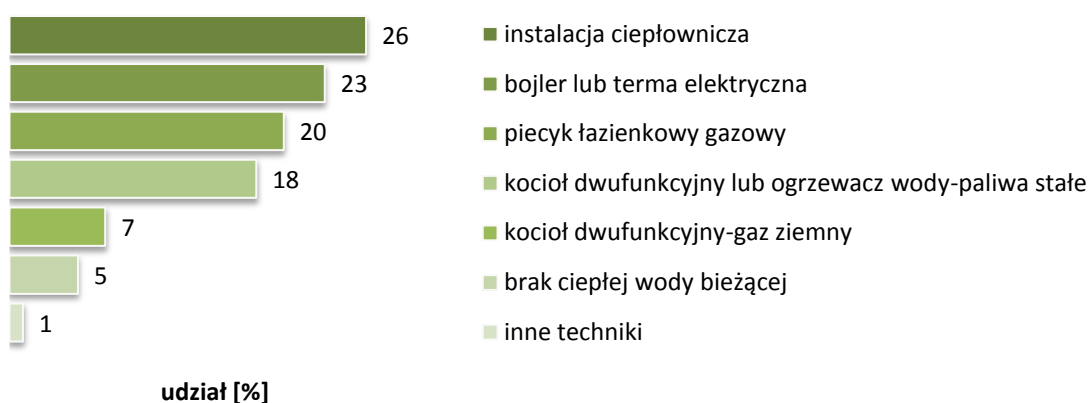 26 instalacja ciepłownicza
23 bojler lub terma elektryczna
20 piecyk łazienkowy gazowy
18 kocioł dwufunkcyjny lub ogrzewacz wody-paliwa stałe
7 kocioł dwufunkcyjny-gaz ziemny
5 brak ciepłej wody bieżącej
1 inne techniki
udział [%]